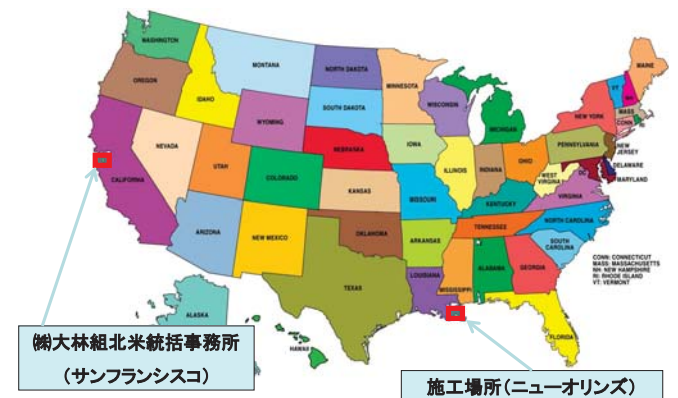 WASHINGTON
MONTANA
NORTH DAKOTA
MINNESOTA
MAINE
OREGON
IDAHO
SOUTH DAKOTA
WISCONSIN
MICHIGAN
VT
NH
NEW YORK
MASS
CONN
RI
WYOMING
IOWA
PENNSYLVANIA
NEW
JERSEY
NEVADA
NEBRASKA
ILLINOIS
INDIANA
OHIO
DELAWARE
DC
MARYLAND
CALIFORNIA
UTAH
COLORADO
KANSAS
MISSOURI
WEST
VIRGINIA
VIRGINIA
KENTUCKY
ARIZONA
NEW MEXICO
OKLAHOMA
ARKANSAS
TENNESSEE
NORTH CAROLINA
SOUTH
CAROLINA
TEXAS
LOUISIANA
MISSISSIPPI
ALABAMA
GEORGIA
CONN: CONNECTICUT
MASS: MASSACHUSETTS
NH: NEW HAMPSHIRE
RI: RHODE ISLAND
VT: VERMONT
ALASKA
HAWAII
FLORIDA
㈱大林組北米統括事務所
(サンフランシスコ)
施工場所(ニューオリンズ)